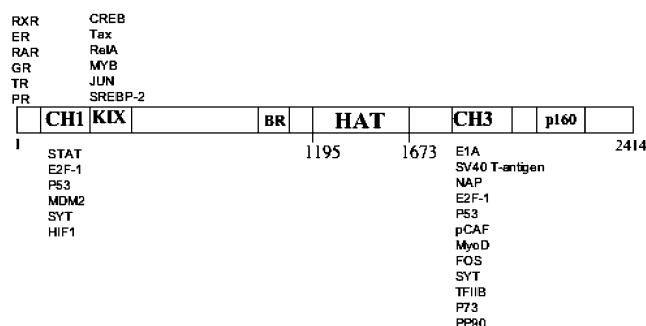 RXR
ER
RAR
GR
TR
PR
CREB
Tax
RelA
MYB
JUN
SREBP-2
CH1 KIX BR HAT CH3 p160
1 1195 1673 2414
STAT
E2F-1
P53
MDM2
SYT
HIF1
E1A
SV40 T-antigen
NAP
E2F-1
P53
pCAF
MyoD
FOS
SYT
TFIIB
P73
PP90